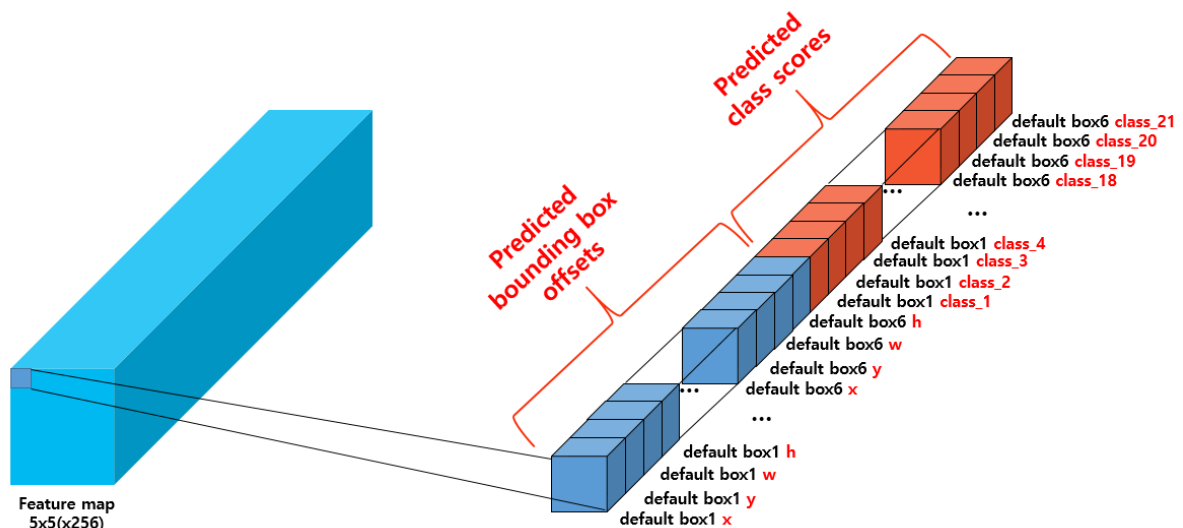 Predicted
class scores
default box6 class_21
default box6 class_20
default box6 class_19
default box6 class_18
...
...
Predicted
bounding box
offsets
default box1 class_4
default box1 class_3
default box1 class_2
default box1 class_1
default box6 h
default box6 w
default box6 y
default box6 x
...
...
default box1 h
default box1 w
default box1 y
default box1 x
Feature map
5x5(x256)